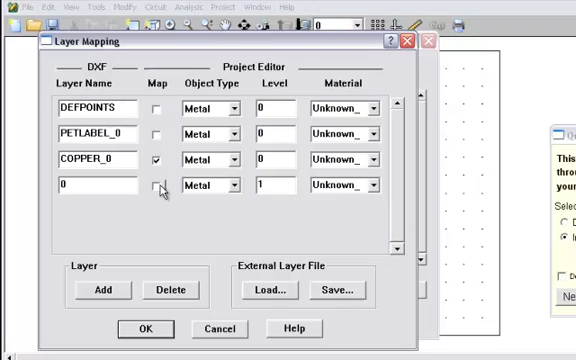 File Edit View Tools Modify Circuit Analysis Project Window Help
0
Layer Mapping
?
DXF Project Editor
Layer Name Map Object Type Level Material
DEFPOINTS Metal 0 Unknown_
PETLABEL_0 Metal 0 Unknown_
COPPER_0 Metal 0 Unknown_
0 Metal 1 Unknown_
Layer External Layer File
Add Delete Load... Save...
OK Cancel Help
This
throu
your
Selec
Ne